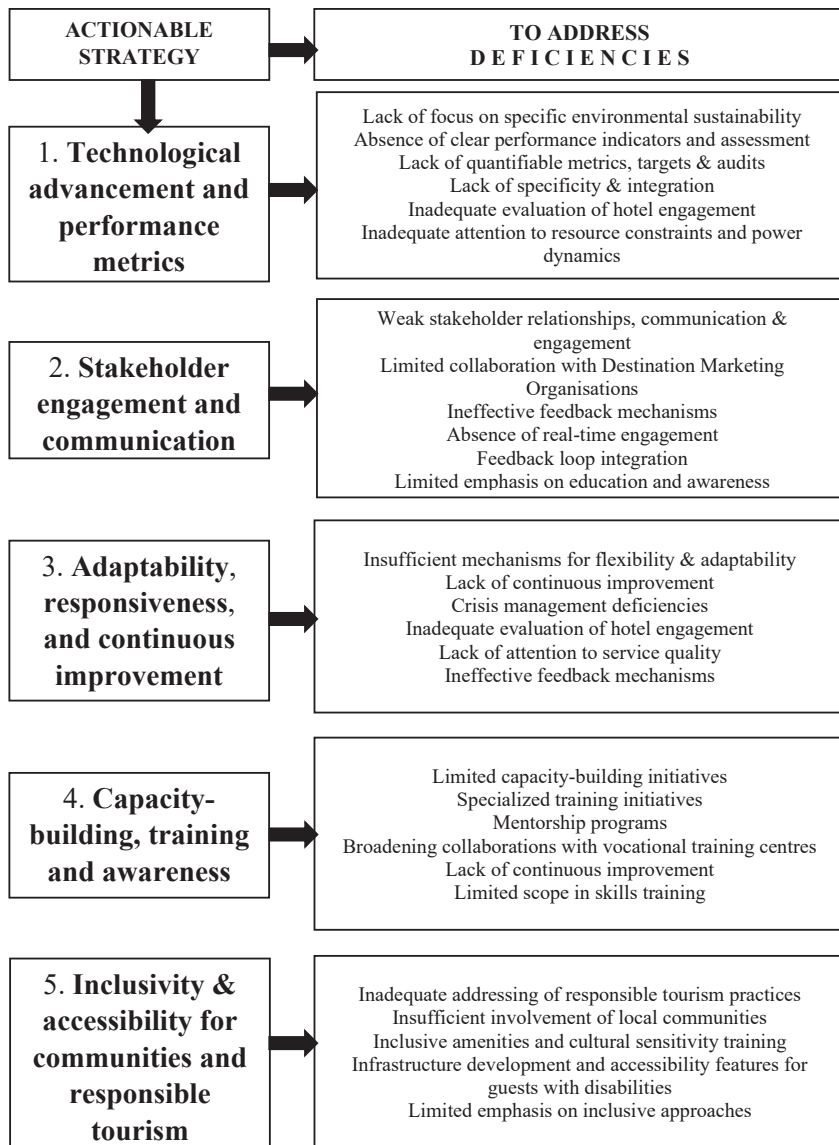 ACTIONABLE
STRATEGY
TO ADDRESS
D E F I C I E N C I E S
1. Technological
advancement and
performance
metrics
Lack of focus on specific environmental sustainability
Absence of clear performance indicators and assessment
Lack of quantifiable metrics, targets & audits
Lack of specificity & integration
Inadequate evaluation of hotel engagement
Inadequate attention to resource constraints and power
dynamics
2. Stakeholder
engagement and
communication
Weak stakeholder relationships, communication &
engagement
Limited collaboration with Destination Marketing
Organisations
Ineffective feedback mechanisms
Absence of real-time engagement
Feedback loop integration
Limited emphasis on education and awareness
3. Adaptability,
responsiveness,
and continuous
improvement
Insufficient mechanisms for flexibility & adaptability
Lack of continuous improvement
Crisis management deficiencies
Inadequate evaluation of hotel engagement
Lack of attention to service quality
Ineffective feedback mechanisms
4. Capacity-
building, training
and awareness
Limited capacity-building initiatives
Specialized training initiatives
Mentorship programs
Broadening collaborations with vocational training centres
Lack of continuous improvement
Limited scope in skills training
5. Inclusivity &
accessibility for
communities and
responsible
tourism
Inadequate addressing of responsible tourism practices
Insufficient involvement of local communities
Inclusive amenities and cultural sensitivity training
Infrastructure development and accessibility features for
guests with disabilities
Limited emphasis on inclusive approaches